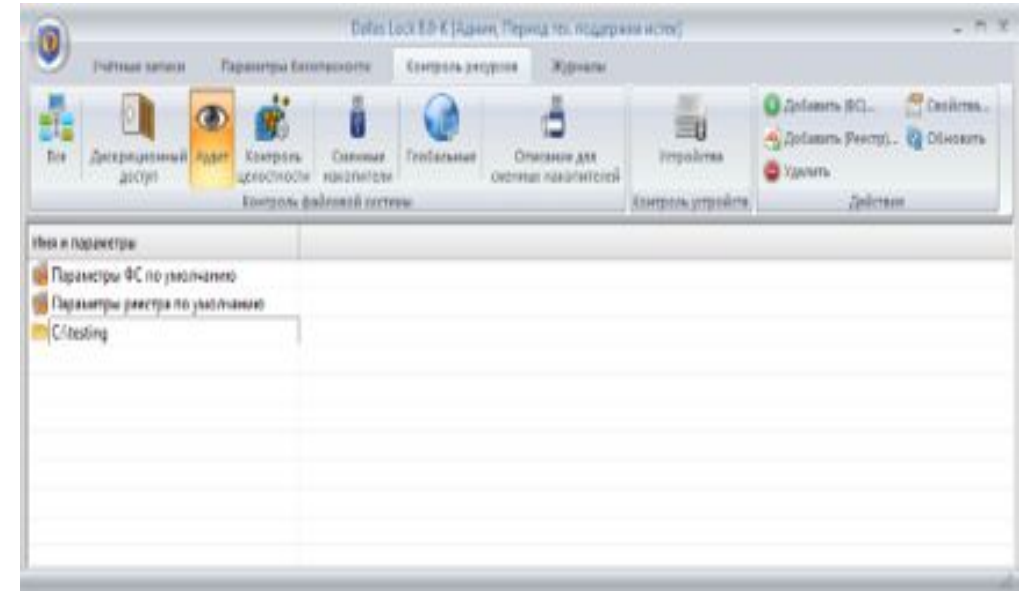 Dallas Lock 8.0-K [Админ, Период тех. поддержки истек]
Учётные записи Параметры безопасности Контроль ресурсов Журналы
Все Дискреционный доступ Аудит Контроль целостности Сменные накопители Глобальные Описание для сменных накопителей
Устройства
Добавить (ФС)... Свойства...
Добавить (Реестр)... Обновить
Удалить
Контроль файловой системы Контроль устройств Действия
Имя и параметры
Параметры ФС по умолчанию
Параметры реестра по умолчанию
C:\testing